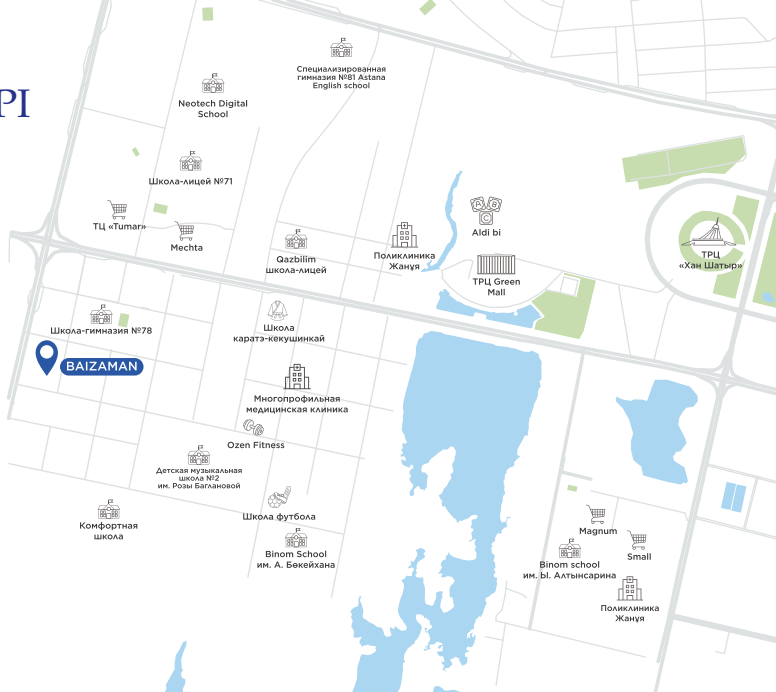 PI
Специализированная
гимназия №81 Astana
English school
Neotech Digital
School
Школа-лицей №71
ТЦ «Tumar»
Mechta
Qazbilim
школа-лицей
Поликлиника
Жанұя
Aldi bi
ТРЦ Green
Mall
ТРЦ
«Хан Шатыр»
Школа-гимназия №78
BAIZAMAN
Школа
каратэ-кекушинкай
Многопрофильная
медицинская клиника
Ozen Fitness
Детская музыкальная
школа №2
им. Розы Баглановой
Комфортная
школа
Школа футбола
Binom School
им. А. Бөкейхана
Magnum
Small
Binom school
им. Ы. Алтынсарина
Поликлиника
Жанұя
A
B
C